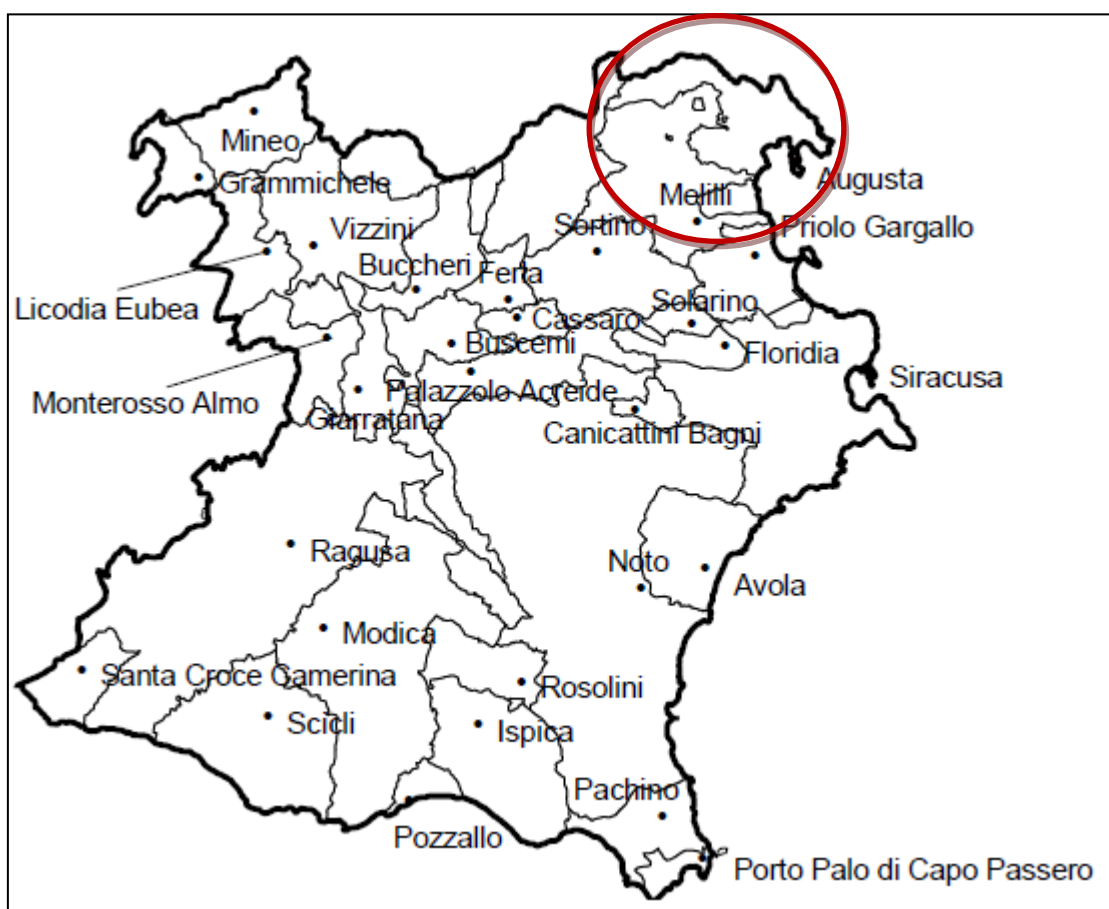 Mineo
Grammichele
Augusta
Melilli
Vizzini
Sortino
Priolo Gargallo
Buccheri
Ferla
Licodia Eubea
Solarino
Cassaro
Buscemi
Floridia
Siracusa
Monterosso Almo
Palazzolo Acreide
Giarratana
Canicattini Bagni
Ragusa
Noto
Avola
Modica
Santa Croce Camerina
Rosolini
Scicli
Ispica
Pachino
Pozzallo
Porto Palo di Capo Passero